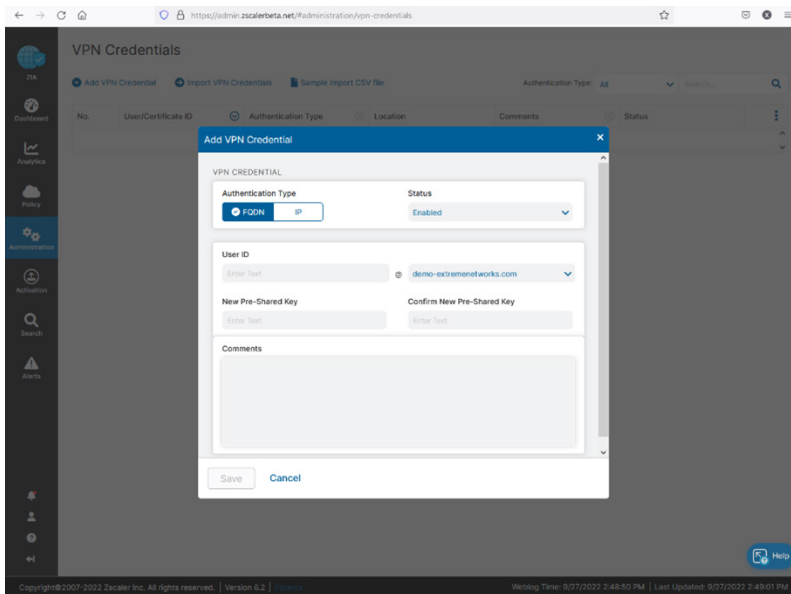 https://admin.zscalerbeta.net/#administration/vpn-credentials
ZIA
Dashboard
Analytics
Policy
Administration
Activation
Search
Alerts
VPN Credentials
Add VPN Credential Import VPN Credentials Sample Import CSV file Authentication Type: All Search...
No. User/Certificate ID Authentication Type Location Comments Status
Add VPN Credential
VPN CREDENTIAL
Authentication Type Status
FQDN IP Enabled
User ID
Enter Text @ demo-extremenetworks.com
New Pre-Shared Key Confirm New Pre-Shared Key
Enter Text Enter Text
Comments
Save Cancel
Help
Copyright©2007-2022 Zscaler Inc. All rights reserved. | Version 6.2 |
Weblog Time: 9/27/2022 2:48:50 PM | Last Updated: 9/27/2022 2:49:01 PM